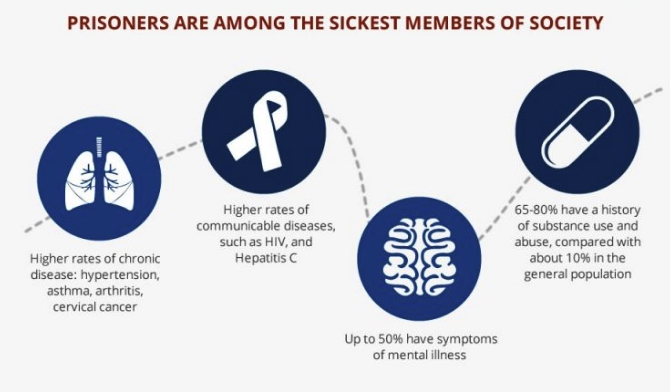 PRISONERS ARE AMONG THE SICKEST MEMBERS OF SOCIETY
Higher rates of chronic
disease: hypertension,
asthma, arthritis,
cervical cancer
Higher rates of
communicable diseases,
such as HIV, and
Hepatitis C
Up to 50% have symptoms
of mental illness
65-80% have a history
of substance use and
abuse, compared with
about 10% in the
general population